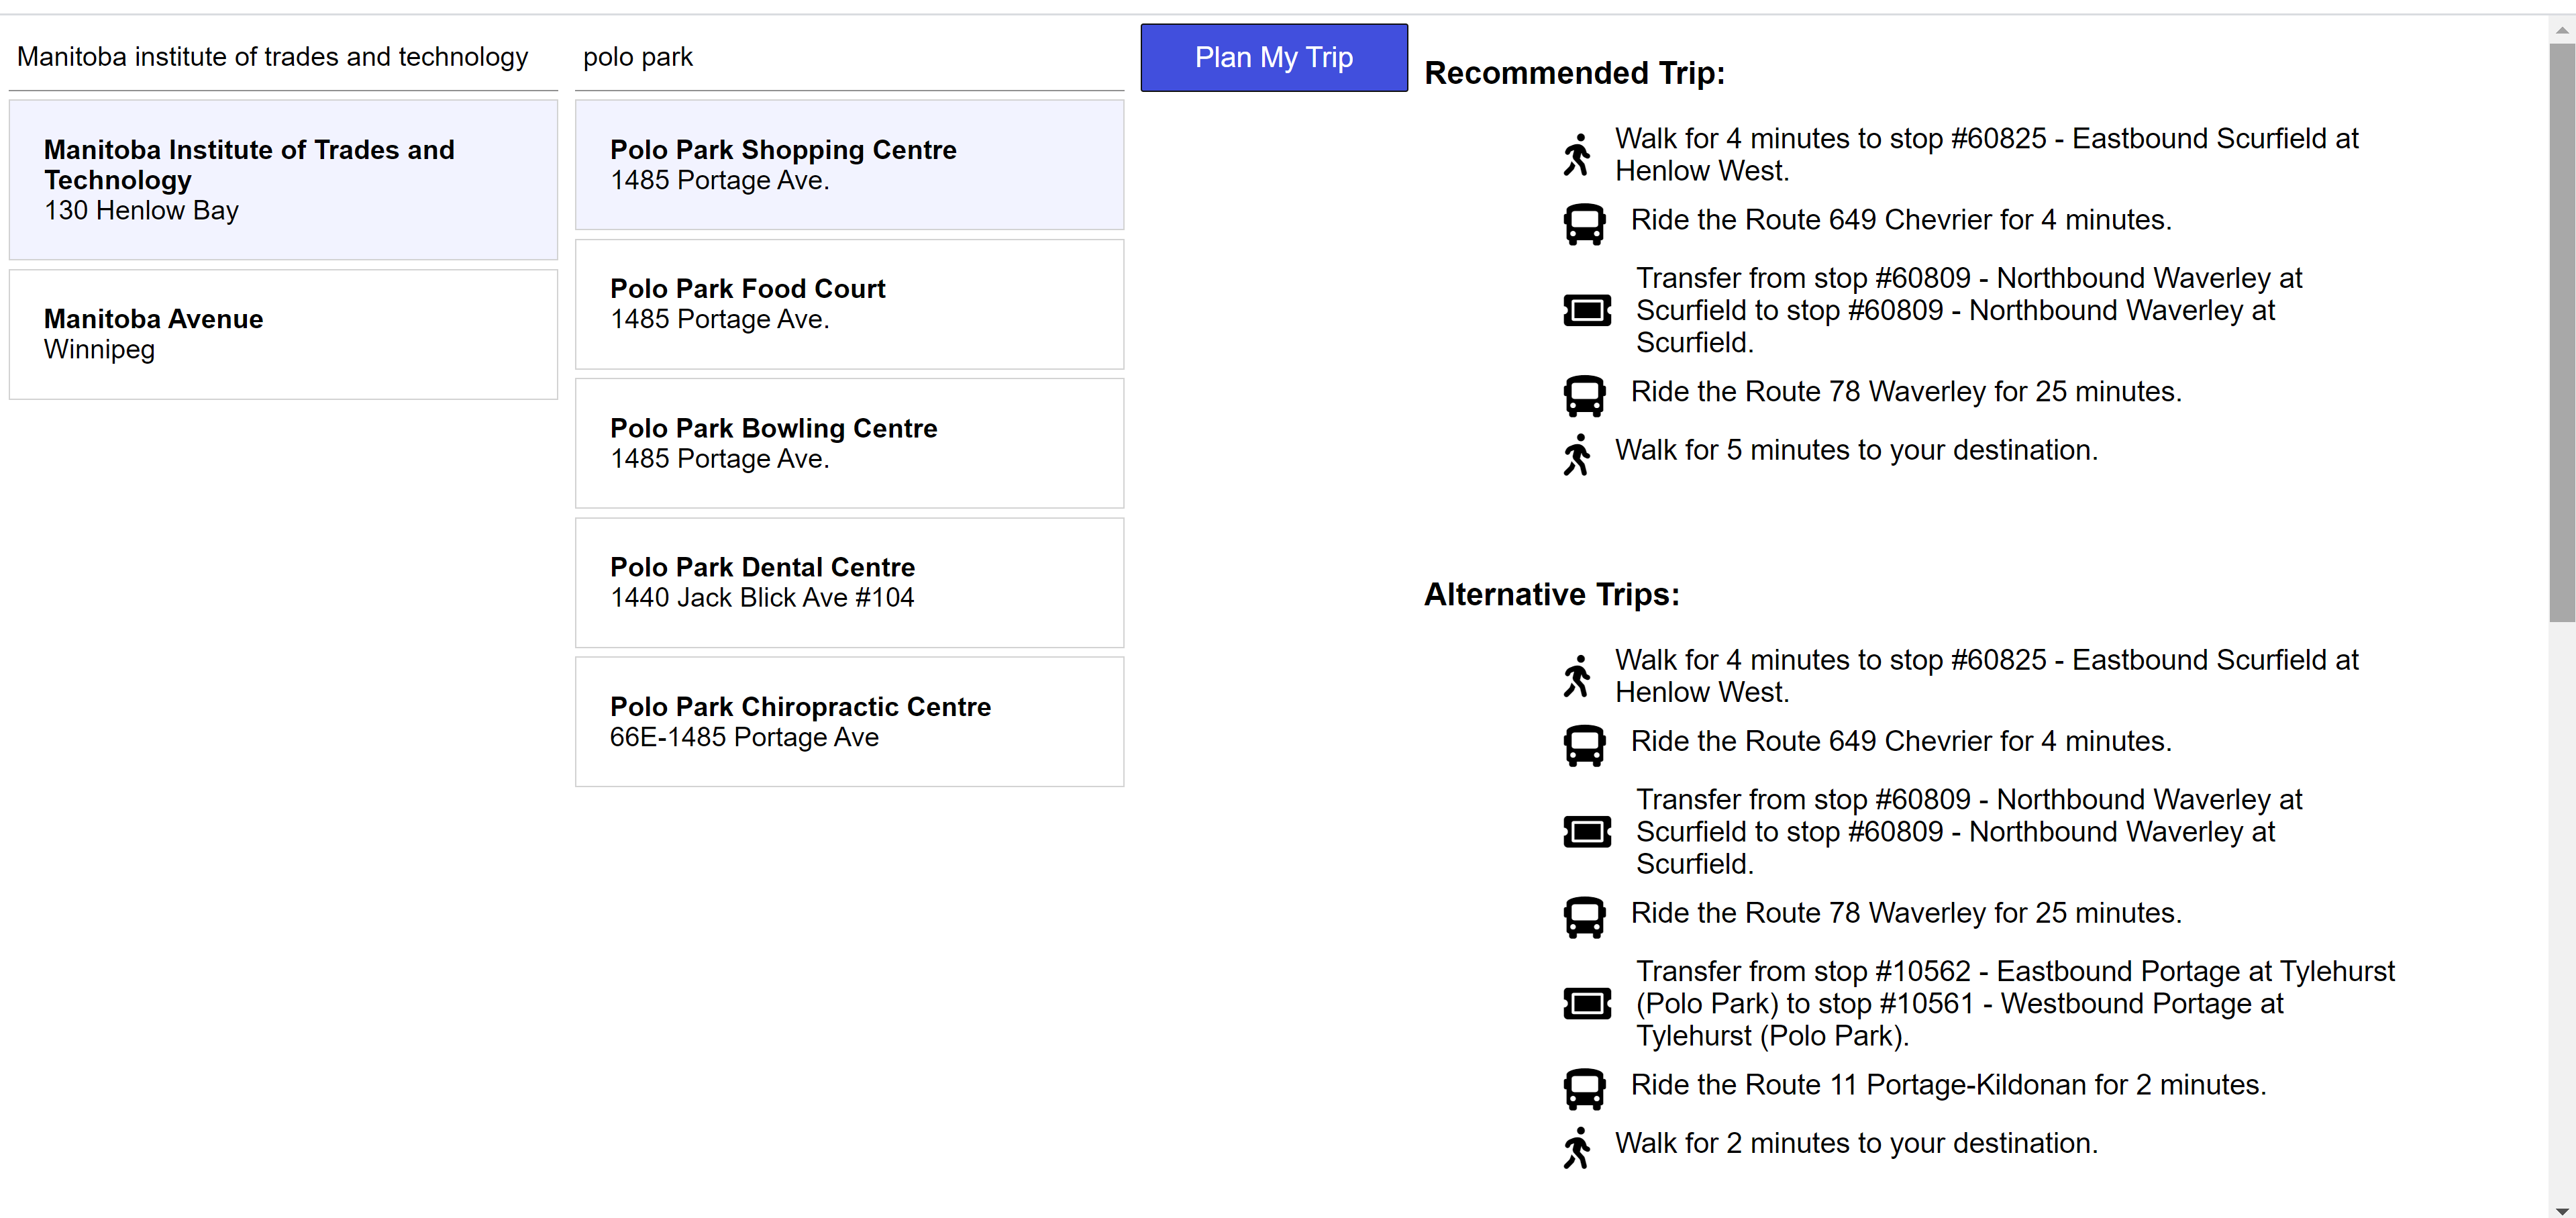 Manitoba institute of trades and technology
Manitoba Institute of Trades and
Technology
130 Henlow Bay
Manitoba Avenue
Winnipeg
polo park
Polo Park Shopping Centre
1485 Portage Ave.
Polo Park Food Court
1485 Portage Ave.
Polo Park Bowling Centre
1485 Portage Ave.
Polo Park Dental Centre
1440 Jack Blick Ave #104
Polo Park Chiropractic Centre
66E-1485 Portage Ave
Plan My Trip
Recommended Trip:
Walk for 4 minutes to stop #60825 - Eastbound Scurfield at
Henlow West.
Ride the Route 649 Chevrier for 4 minutes.
Transfer from stop #60809 - Northbound Waverley at
Scurfield to stop #60809 - Northbound Waverley at
Scurfield.
Ride the Route 78 Waverley for 25 minutes.
Walk for 5 minutes to your destination.
Alternative Trips:
Walk for 4 minutes to stop #60825 - Eastbound Scurfield at
Henlow West.
Ride the Route 649 Chevrier for 4 minutes.
Transfer from stop #60809 - Northbound Waverley at
Scurfield to stop #60809 - Northbound Waverley at
Scurfield.
Ride the Route 78 Waverley for 25 minutes.
Transfer from stop #10562 - Eastbound Portage at Tylehurst
(Polo Park) to stop #10561 - Westbound Portage at
Tylehurst (Polo Park).
Ride the Route 11 Portage-Kildonan for 2 minutes.
Walk for 2 minutes to your destination.